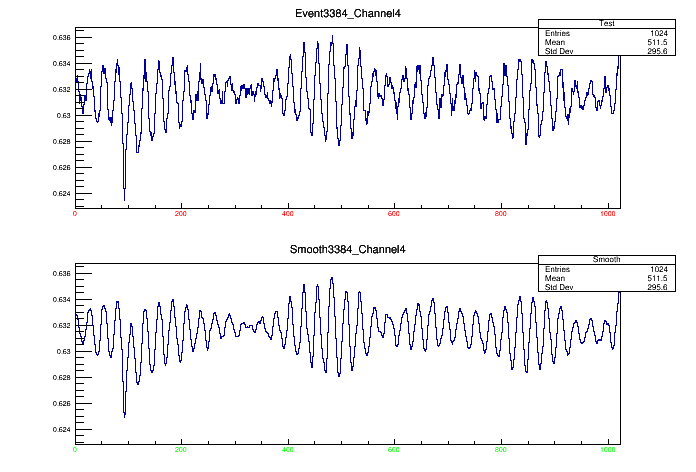 Event3384_Channel4
Test
Entries 1024
Mean 511.5
Std Dev 295.6
0.636
0.634
0.632
0.63
0.628
0.626
0.624
0 200 400 600 800 1000
Smooth3384_Channel4
Smooth
Entries 1024
Mean 511.5
Std Dev 295.6
0.636
0.634
0.632
0.63
0.628
0.626
0.624
0 200 400 600 800 1000